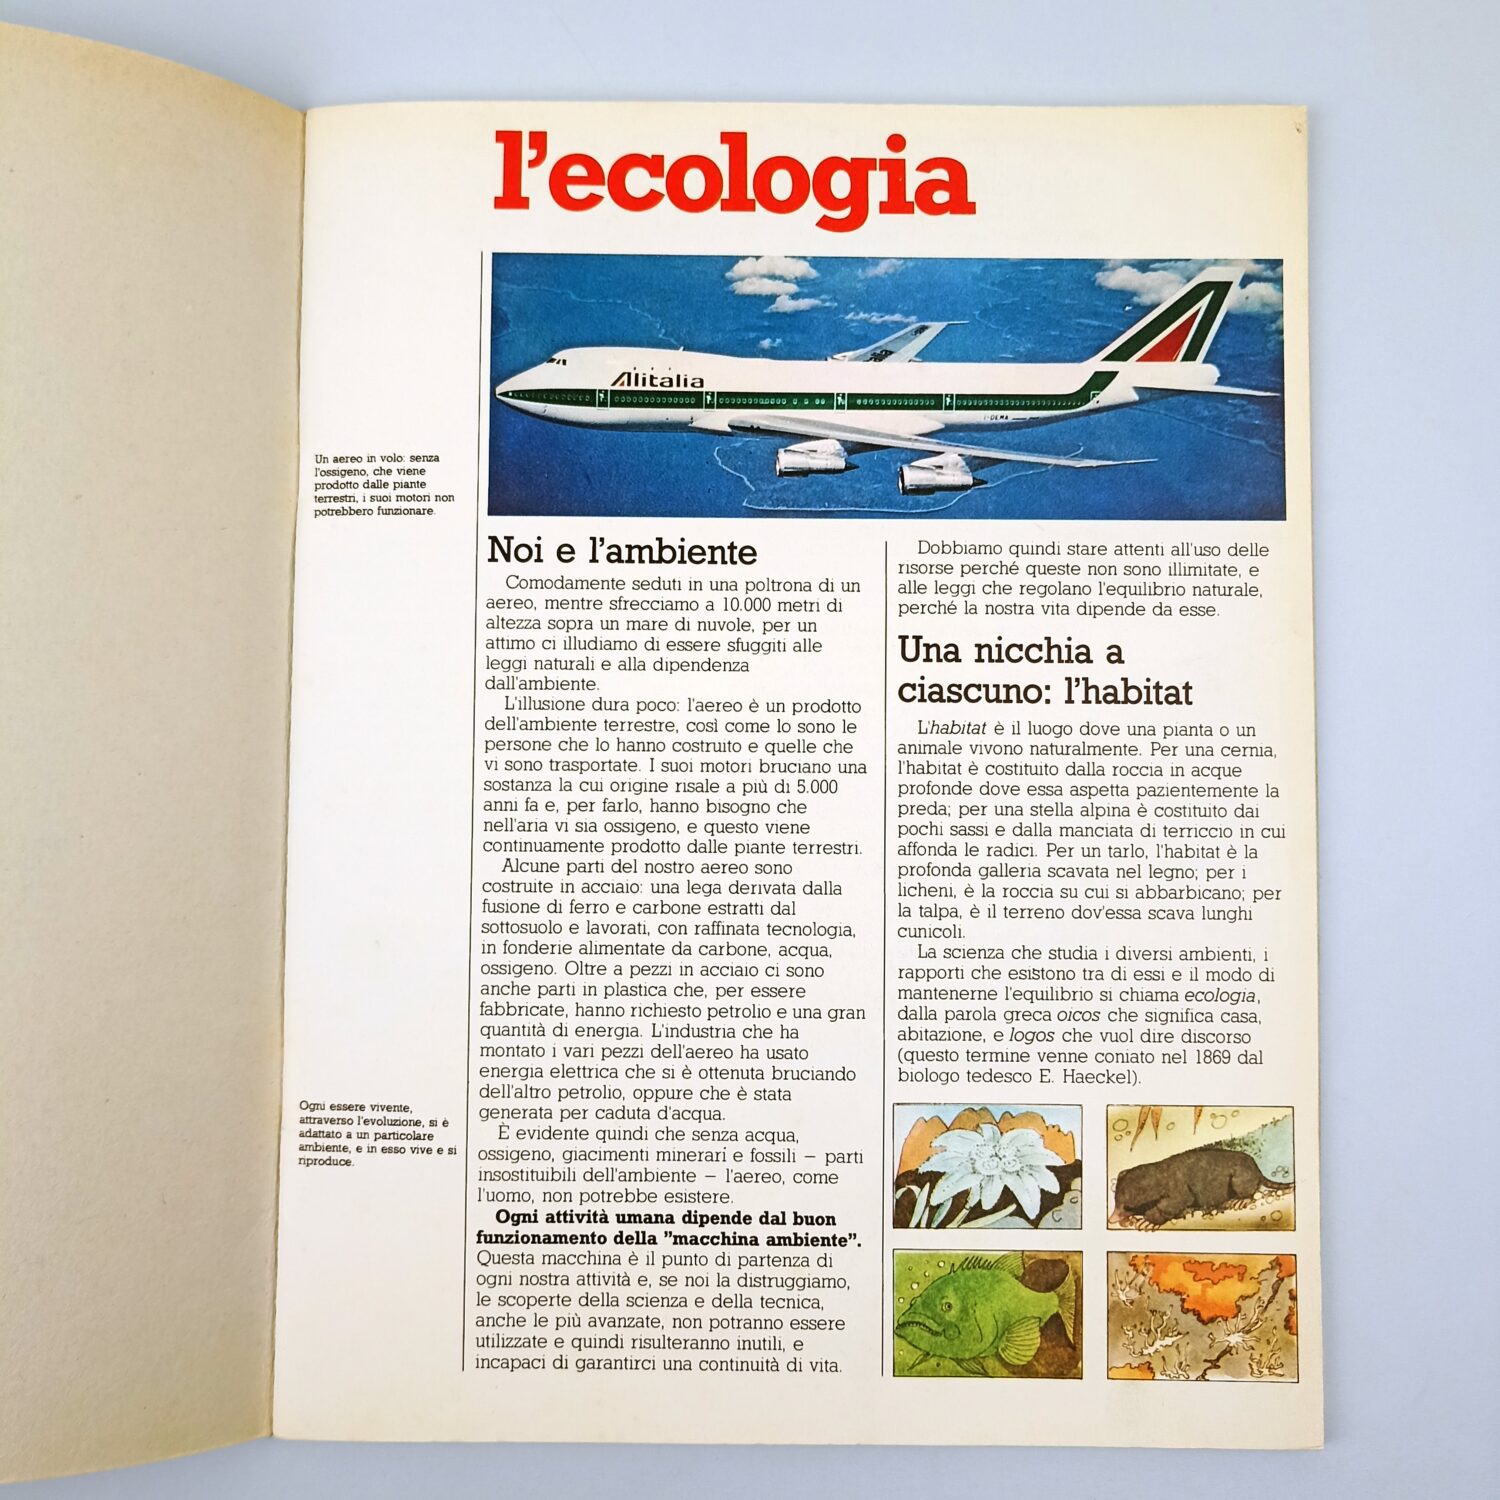 l'ecologia
Alitalia
I-DEMA
Un aereo in volo: senza
l'ossigeno, che viene
prodotto dalle piante
terrestri, i suoi motori non
potrebbero funzionare.
Noi e l'ambiente
Comodamente seduti in una poltrona di un
aereo, mentre sfrecciamo a 10.000 metri di
altezza sopra un mare di nuvole, per un
attimo ci illudiamo di essere sfuggiti alle
leggi naturali e alla dipendenza
dall'ambiente.
L'illusione dura poco: l'aereo è un prodotto
dell'ambiente terrestre, così come lo sono le
persone che lo hanno costruito e quelle che
vi sono trasportate. I suoi motori bruciano una
sostanza la cui origine risale a più di 5.000
anni fa e, per farlo, hanno bisogno che
nell'aria vi sia ossigeno, e questo viene
continuamente prodotto dalle piante terrestri.
Alcune parti del nostro aereo sono
costruite in acciaio: una lega derivata dalla
fusione di ferro e carbone estratti dal
sottosuolo e lavorati, con raffinata tecnologia,
in fonderie alimentate da carbone, acqua,
ossigeno. Oltre a pezzi in acciaio ci sono
anche parti in plastica che, per essere
fabbricate, hanno richiesto petrolio e una gran
quantità di energia. L'industria che ha
montato i vari pezzi dell'aereo ha usato
energia elettrica che si è ottenuta bruciando
dell'altro petrolio, oppure che è stata
generata per caduta d'acqua.
È evidente quindi che senza acqua,
ossigeno, giacimenti minerari e fossili – parti
insostituibili dell'ambiente – l'aereo, come
l'uomo, non potrebbe esistere.
Ogni attività umana dipende dal buon
funzionamento della "macchina ambiente".
Questa macchina è il punto di partenza di
ogni nostra attività e, se noi la distruggiamo,
le scoperte della scienza e della tecnica,
anche le più avanzate, non potranno essere
utilizzate e quindi risulteranno inutili, e
incapaci di garantirci una continuità di vita.
Dobbiamo quindi stare attenti all'uso delle
risorse perché queste non sono illimitate, e
alle leggi che regolano l'equilibrio naturale,
perché la nostra vita dipende da esse.
Una nicchia a
ciascuno: l'habitat
L'habitat è il luogo dove una pianta o un
animale vivono naturalmente. Per una cernia,
l'habitat è costituito dalla roccia in acque
profonde dove essa aspetta pazientemente la
preda; per una stella alpina è costituito dai
pochi sassi e dalla manciata di terriccio in cui
affonda le radici. Per un tarlo, l'habitat è la
profonda galleria scavata nel legno; per i
licheni, è la roccia su cui si abbarbicano; per
la talpa, è il terreno dov'essa scava lunghi
cunicoli.
La scienza che studia i diversi ambienti, i
rapporti che esistono tra di essi e il modo di
mantenerne l'equilibrio si chiama ecologia,
dalla parola greca oicos che significa casa,
abitazione, e logos che vuol dire discorso
(questo termine venne coniato nel 1869 dal
biologo tedesco E. Haeckel).
Ogni essere vivente,
attraverso l'evoluzione, si è
adattato a un particolare
ambiente, e in esso vive e si
riproduce.